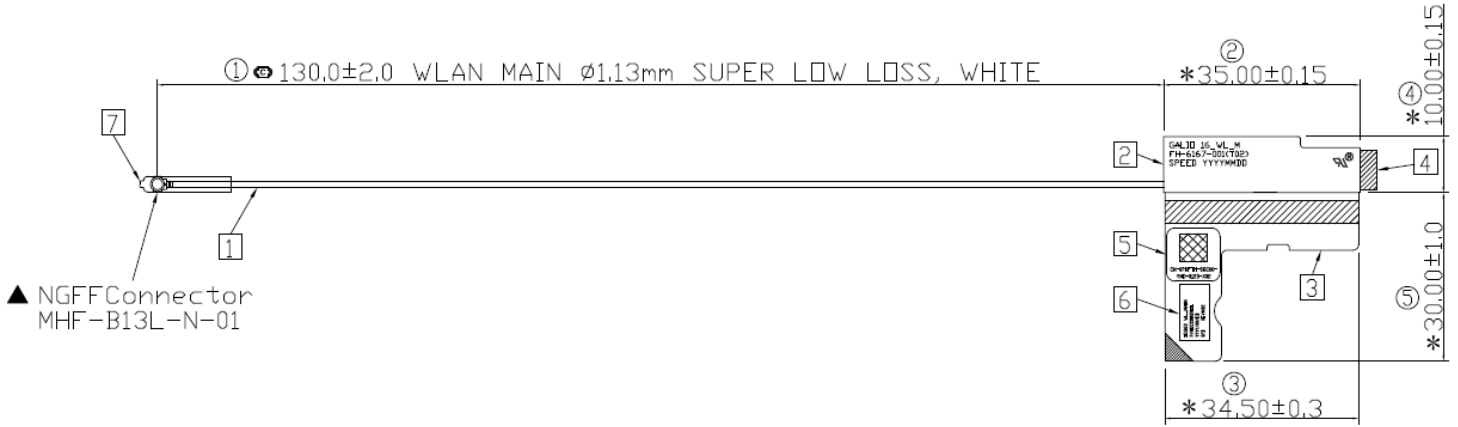 ① 130.0±2.0 WLAN MAIN Ø1.13mm SUPER LOW LOSS, WHITE
②
*35.00±0.15
④
*10.00±0.15
7
2
GALIO 16_WL_M
FH-6167-001(T02)
SPEED YYYYMMDD
4
1
5
3
6
▲ NGFFConnector
MHF-B13L-N-01
⑤
*30.00±1.0
③
*34.50±0.3